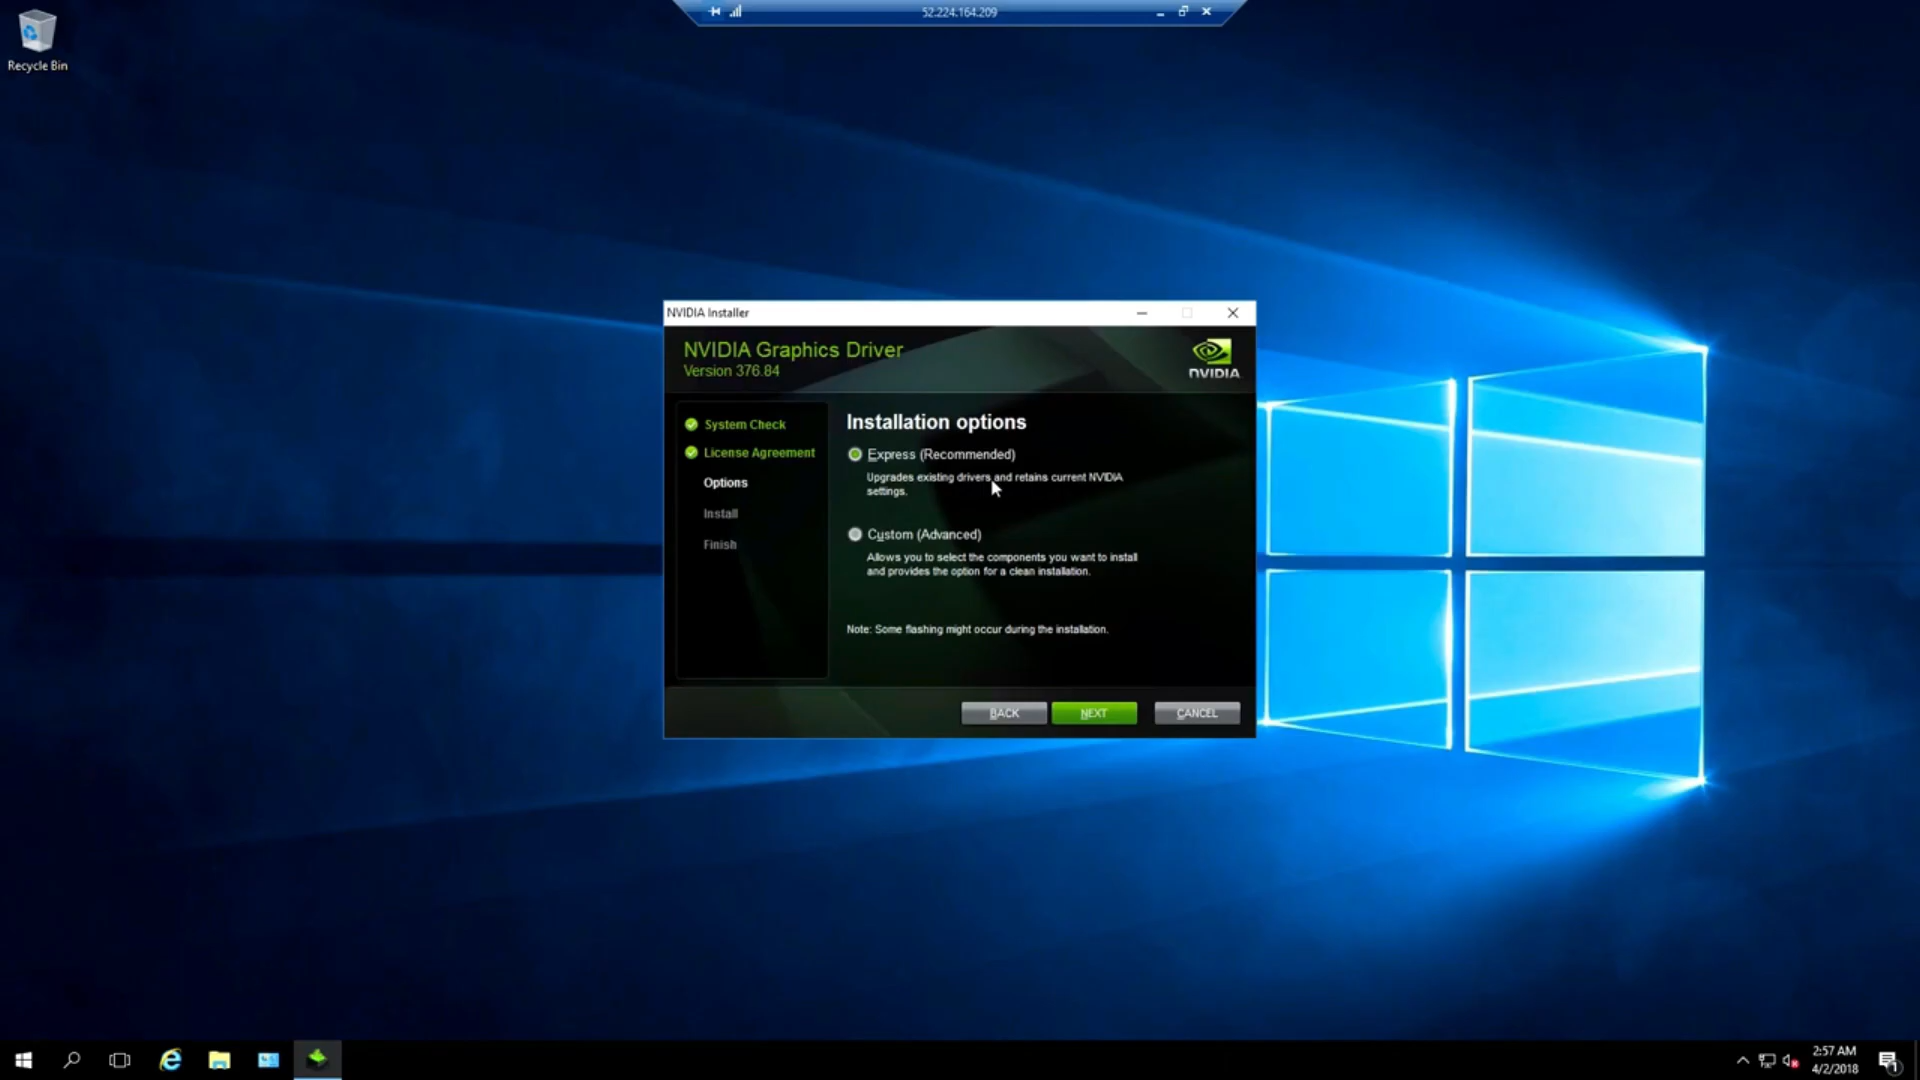 52.224.164.209
Recycle Bin
NVIDIA Installer
NVIDIA Graphics Driver
Version 376.84
NVIDIA
System Check
License Agreement
Options
Install
Finish
Installation options
Express (Recommended)
Upgrades existing drivers and retains current NVIDIA
settings.
Custom (Advanced)
Allows you to select the components you want to install
and provides the option for a clean installation.
Note: Some flashing might occur during the installation.
BACK
NEXT
CANCEL
2:57 AM
4/2/2018
1